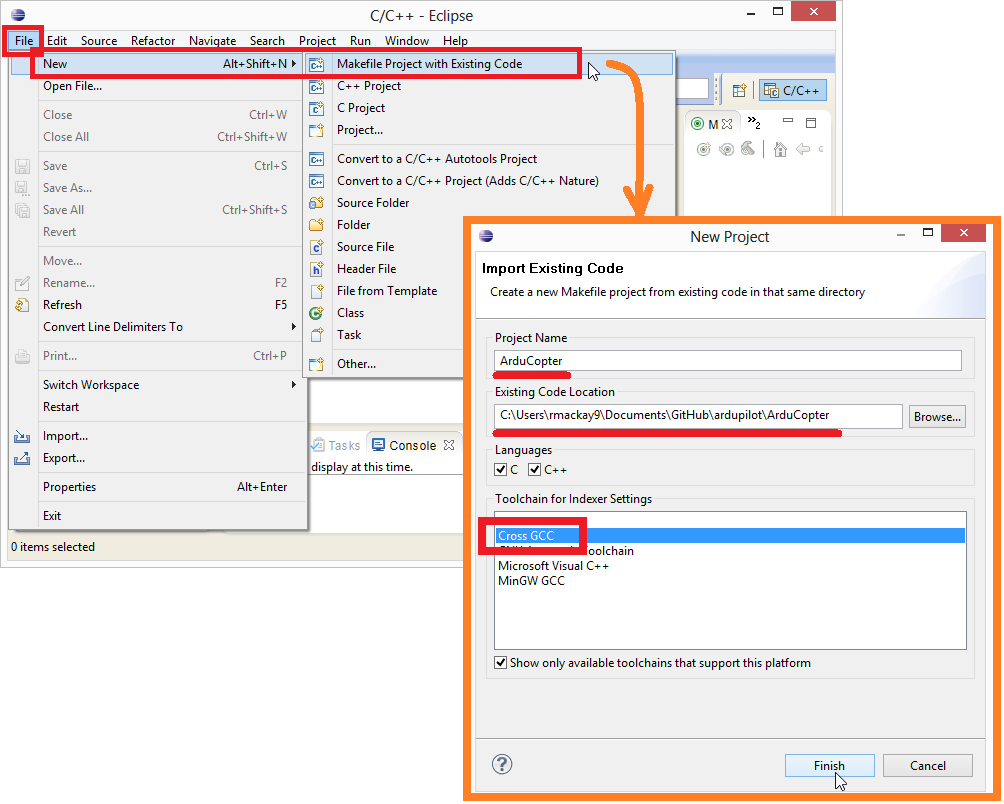 C/C++ - Eclipse
File Edit Source Refactor Navigate Search Project Run Window Help
New Alt+Shift+N
Open File...
Close Ctrl+W
Close All Ctrl+Shift+W
Save Ctrl+S
Save As...
Save All Ctrl+Shift+S
Revert
Move...
Rename... F2
Refresh F5
Convert Line Delimiters To
Print... Ctrl+P
Switch Workspace
Restart
Import...
Export...
Properties Alt+Enter
Exit
Makefile Project with Existing Code
C++ Project
C Project
Project...
Convert to a C/C++ Autotools Project
Convert to a C/C++ Project (Adds C/C++ Nature)
Source Folder
Folder
Source File
Header File
File from Template
Class
Task
Other...
C/C++
M
2
Tasks Console
display at this time.
0 items selected
New Project
Import Existing Code
Create a new Makefile project from existing code in that same directory
Project Name
ArduCopter
Existing Code Location
C:\Users\rmackay9\Documents\GitHub\ardupilot\ArduCopter Browse...
Languages
C C++
Toolchain for Indexer Settings
Cross GCC
Microsoft Visual C++
MinGW GCC
Show only available toolchains that support this platform
? Finish Cancel